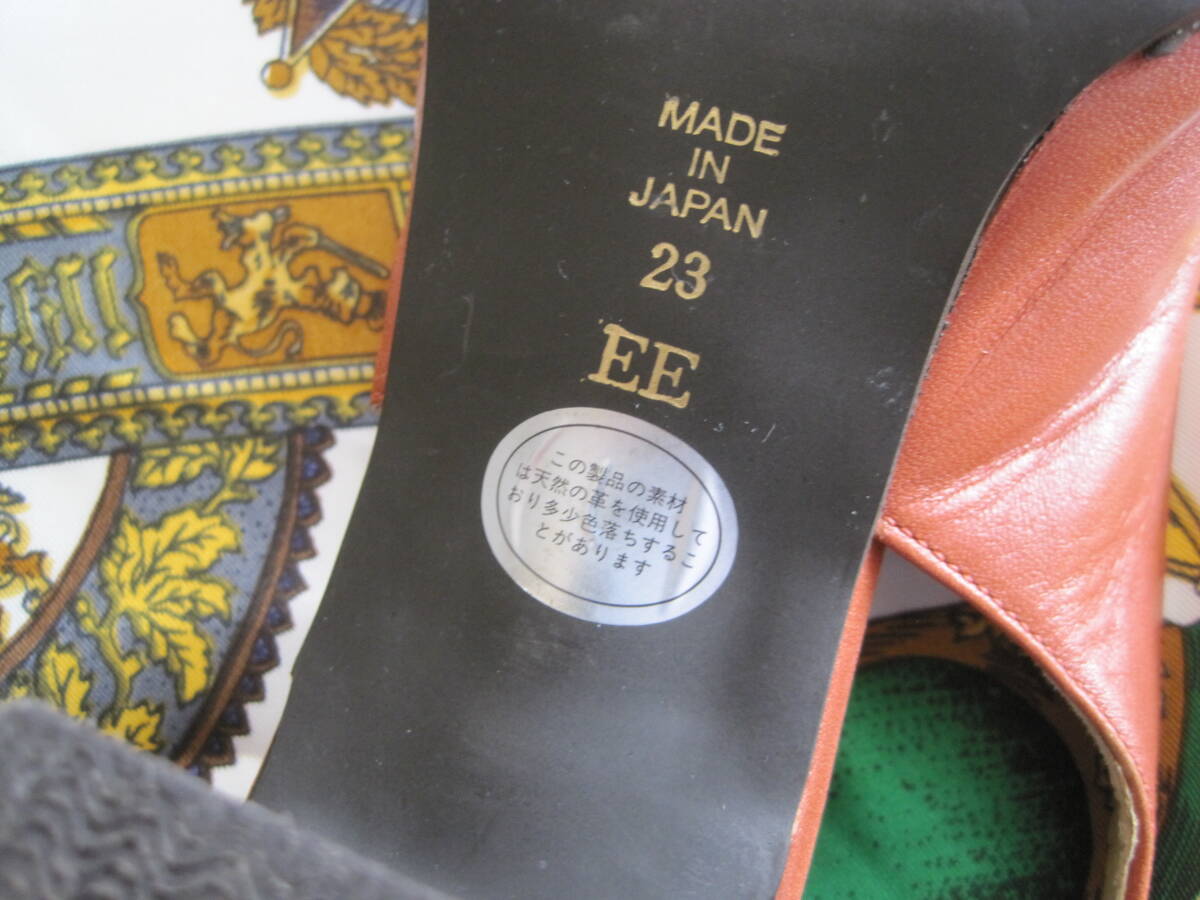 MADE
IN
JAPAN
23
EE
この製品の素材
は天然の革を使用して
おり多少色落ちするこ
とがあります